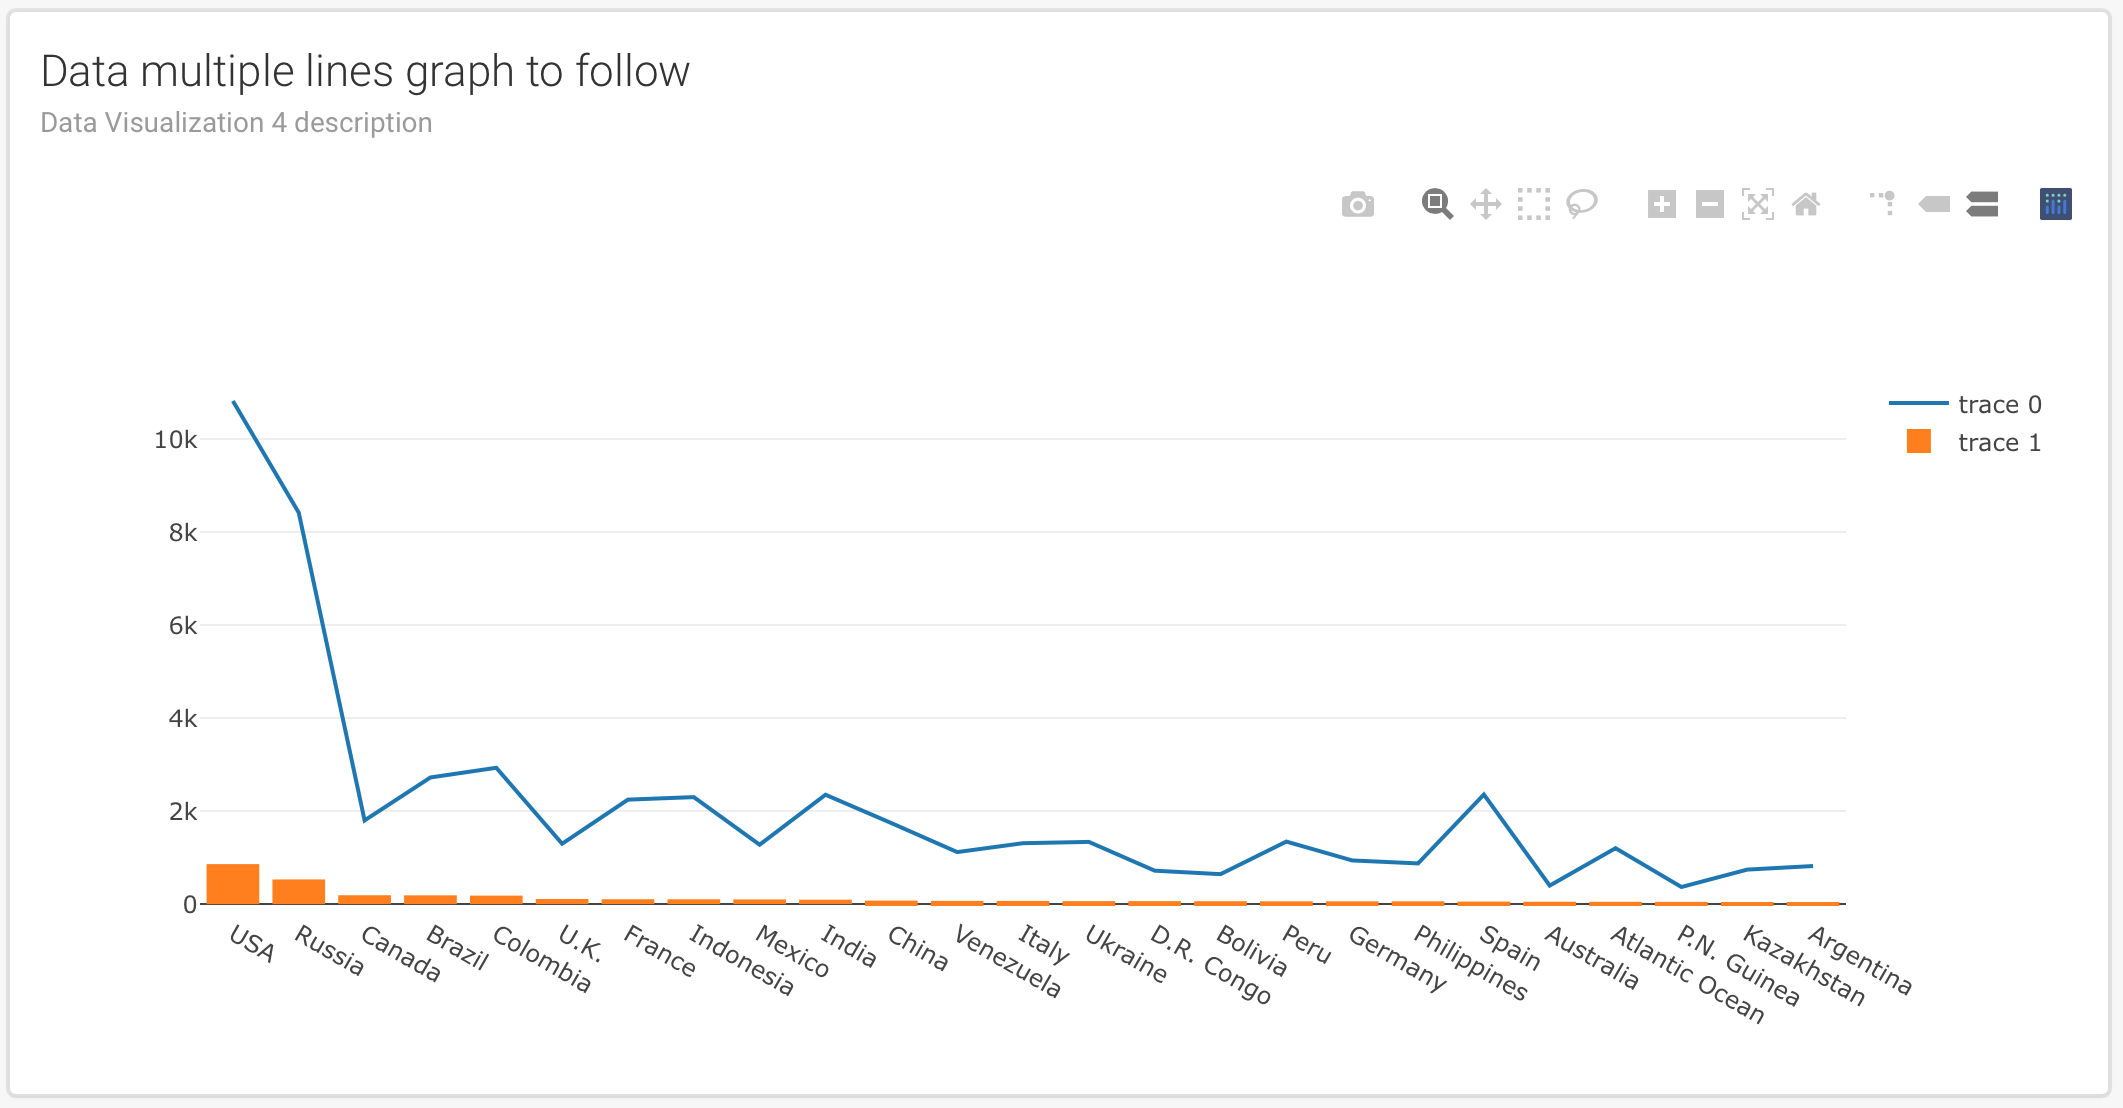 Data multiple lines graph to follow
Data Visualization 4 description
trace 0
trace 1
10k
8k
6k
4k
2k
0
USA
Russia
Canada
Brazil
Colombia
U.K.
France
Indonesia
Mexico
India
China
Venezuela
Italy
Ukraine
D.R. Congo
Bolivia
Peru
Germany
Philippines
Spain
Australia
Atlantic Ocean
P.N. Guinea
Kazakhstan
Argentina